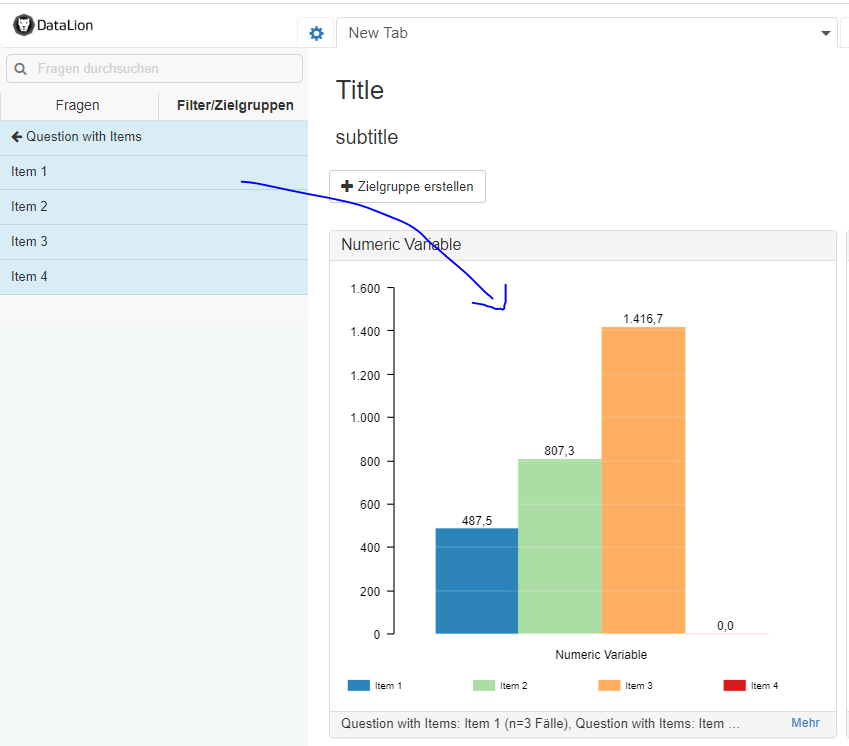 DataLion
New Tab
Fragen durchsuchen
Fragen
Filter/Zielgruppen
Question with Items
Item 1
Item 2
Item 3
Item 4
Title
subtitle
Zielgruppe erstellen
Numeric Variable
1.600
1.400
1.200
1.000
800
600
400
200
0
487,5
807,3
1.416,7
0,0
Numeric Variable
Item 1
Item 2
Item 3
Item 4
Question with Items: Item 1 (n=3 Fälle), Question with Items: Item ...
Mehr